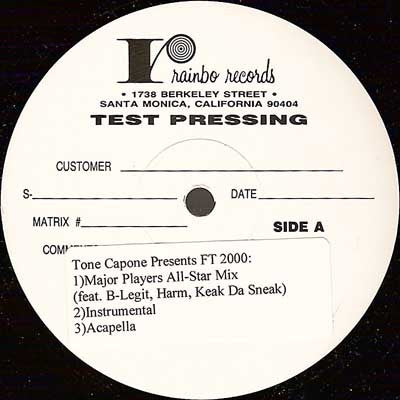 r rainbo records
• 1738 BERKELEY STREET •
SANTA MONICA, CALIFORNIA 90404
TEST PRESSING
CUSTOMER
S- DATE
MATRIX #
SIDE A
COMM
Tone Capone Presents FT 2000:
1)Major Players All-Star Mix
(feat. B-Legit, Harm, Keak Da Sneak)
2)Instrumental
3)Acapella